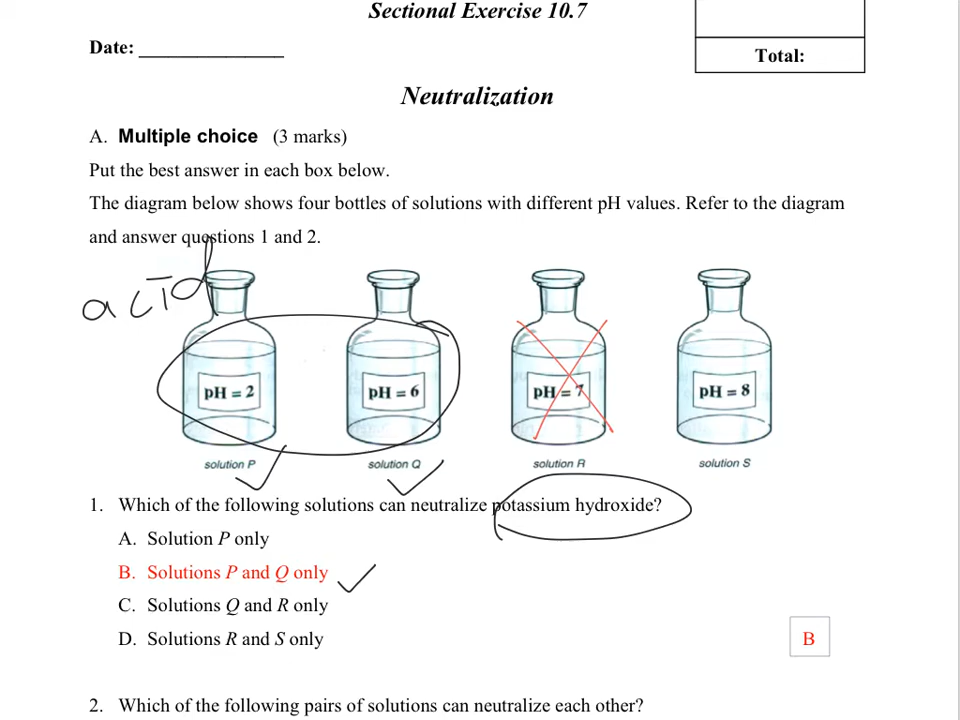 Sectional Exercise 10.7
Date: _______________
Total:
Neutralization
A. Multiple choice (3 marks)
Put the best answer in each box below.
The diagram below shows four bottles of solutions with different pH values. Refer to the diagram
and answer questions 1 and 2.
acid
pH = 2 pH = 6 pH = 7 pH = 8
solution P solution Q solution R solution S
1. Which of the following solutions can neutralize potassium hydroxide?
A. Solution P only
B. Solutions P and Q only
C. Solutions Q and R only
D. Solutions R and S only
B
2. Which of the following pairs of solutions can neutralize each other?